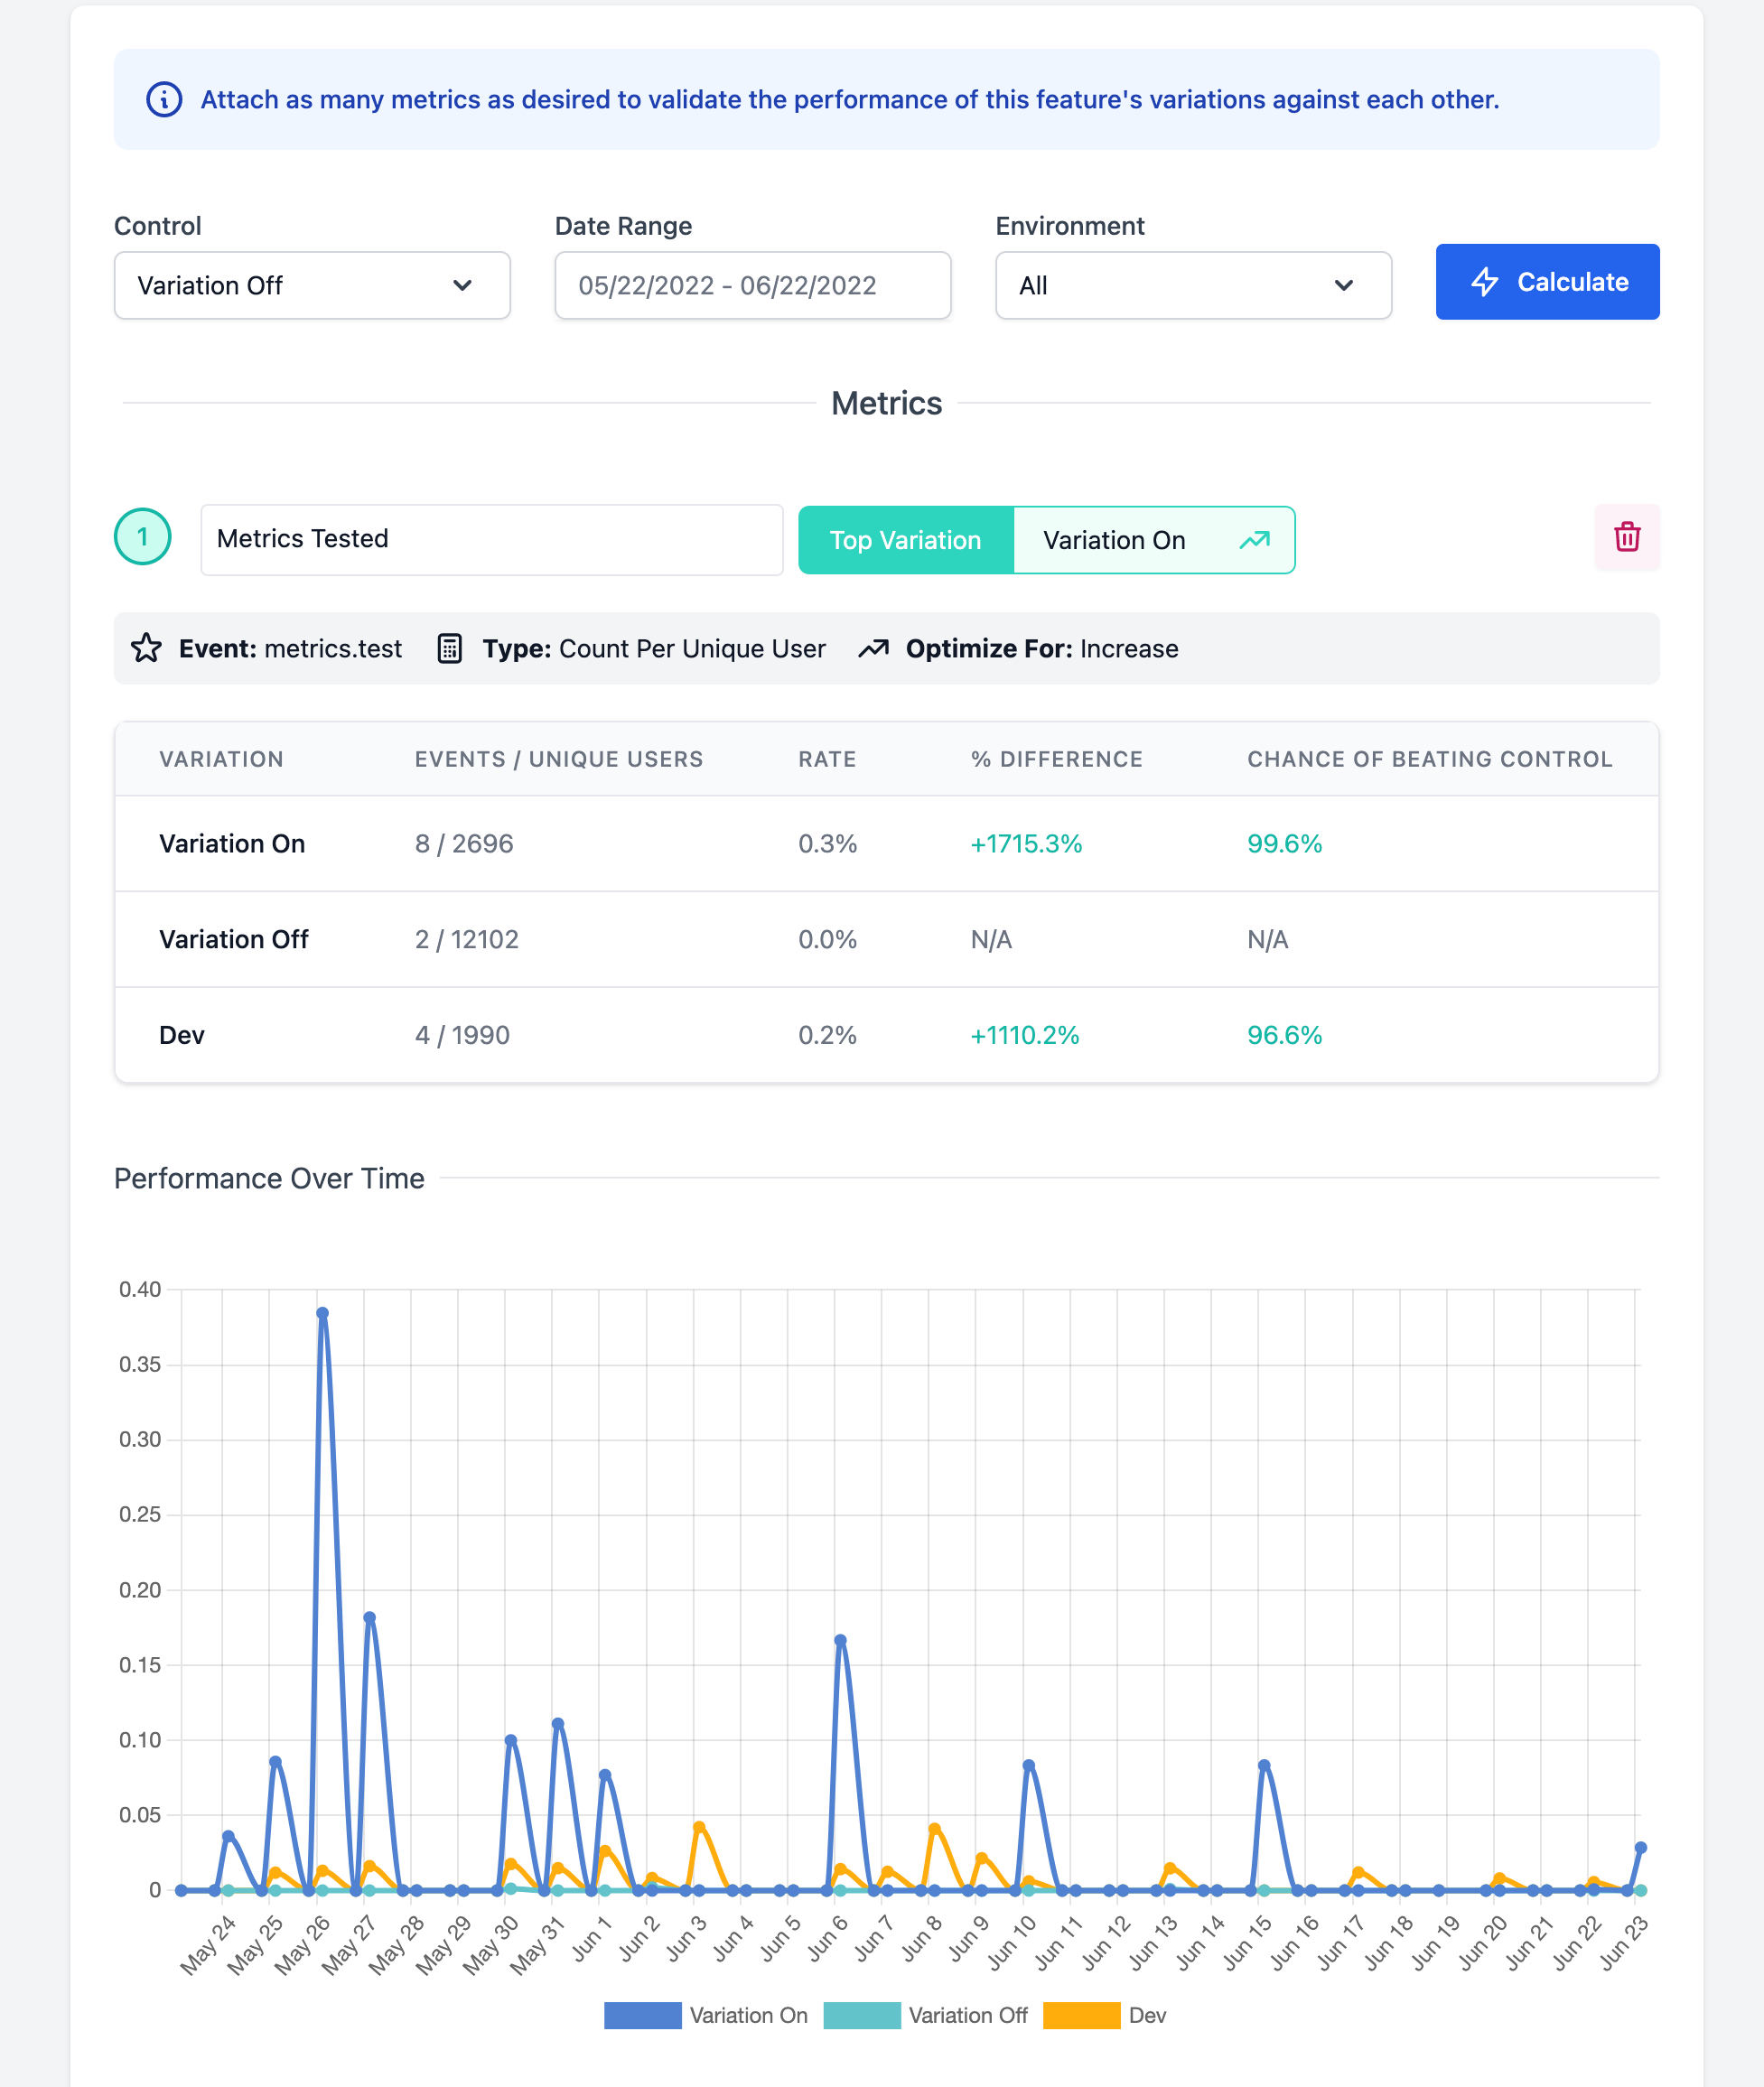 Attach as many metrics as desired to validate the performance of this feature's variations against each other.
Control
Date Range
Environment
Variation Off
05/22/2022 - 06/22/2022
All
Calculate
Metrics
1
Metrics Tested
Top Variation
Variation On
Event: metrics.test
Type: Count Per Unique User
Optimize For: Increase
VARIATION
EVENTS / UNIQUE USERS
RATE
% DIFFERENCE
CHANCE OF BEATING CONTROL
Variation On
8 / 2696
0.3%
+1715.3%
99.6%
Variation Off
2 / 12102
0.0%
N/A
N/A
Dev
4 / 1990
0.2%
+1110.2%
96.6%
Performance Over Time
0.40
0.35
0.30
0.25
0.20
0.15
0.10
0.05
0
May 24
May 25
May 26
May 27
May 28
May 29
May 30
May 31
Jun 1
Jun 2
Jun 3
Jun 4
Jun 5
Jun 6
Jun 7
Jun 8
Jun 9
Jun 10
Jun 11
Jun 12
Jun 13
Jun 14
Jun 15
Jun 16
Jun 17
Jun 18
Jun 19
Jun 20
Jun 21
Jun 22
Jun 23
Variation On
Variation Off
Dev